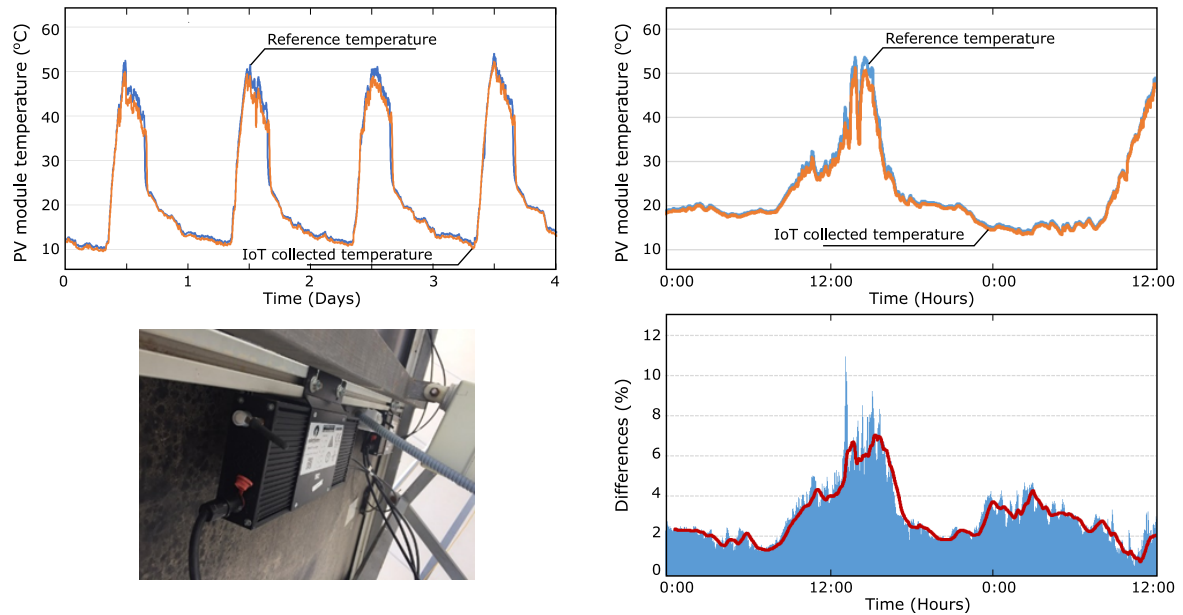 PV module temperature (°C)
60
50
40
30
20
10
Reference temperature
IoT collected temperature
0 1 2 3 4
Time (Days)
PV module temperature (°C)
60
50
40
30
20
10
Reference temperature
IoT collected temperature
0:00 12:00 0:00 12:00
Time (Hours)
Differences (%)
12
10
8
6
4
2
0
0:00 12:00 0:00 12:00
Time (Hours)